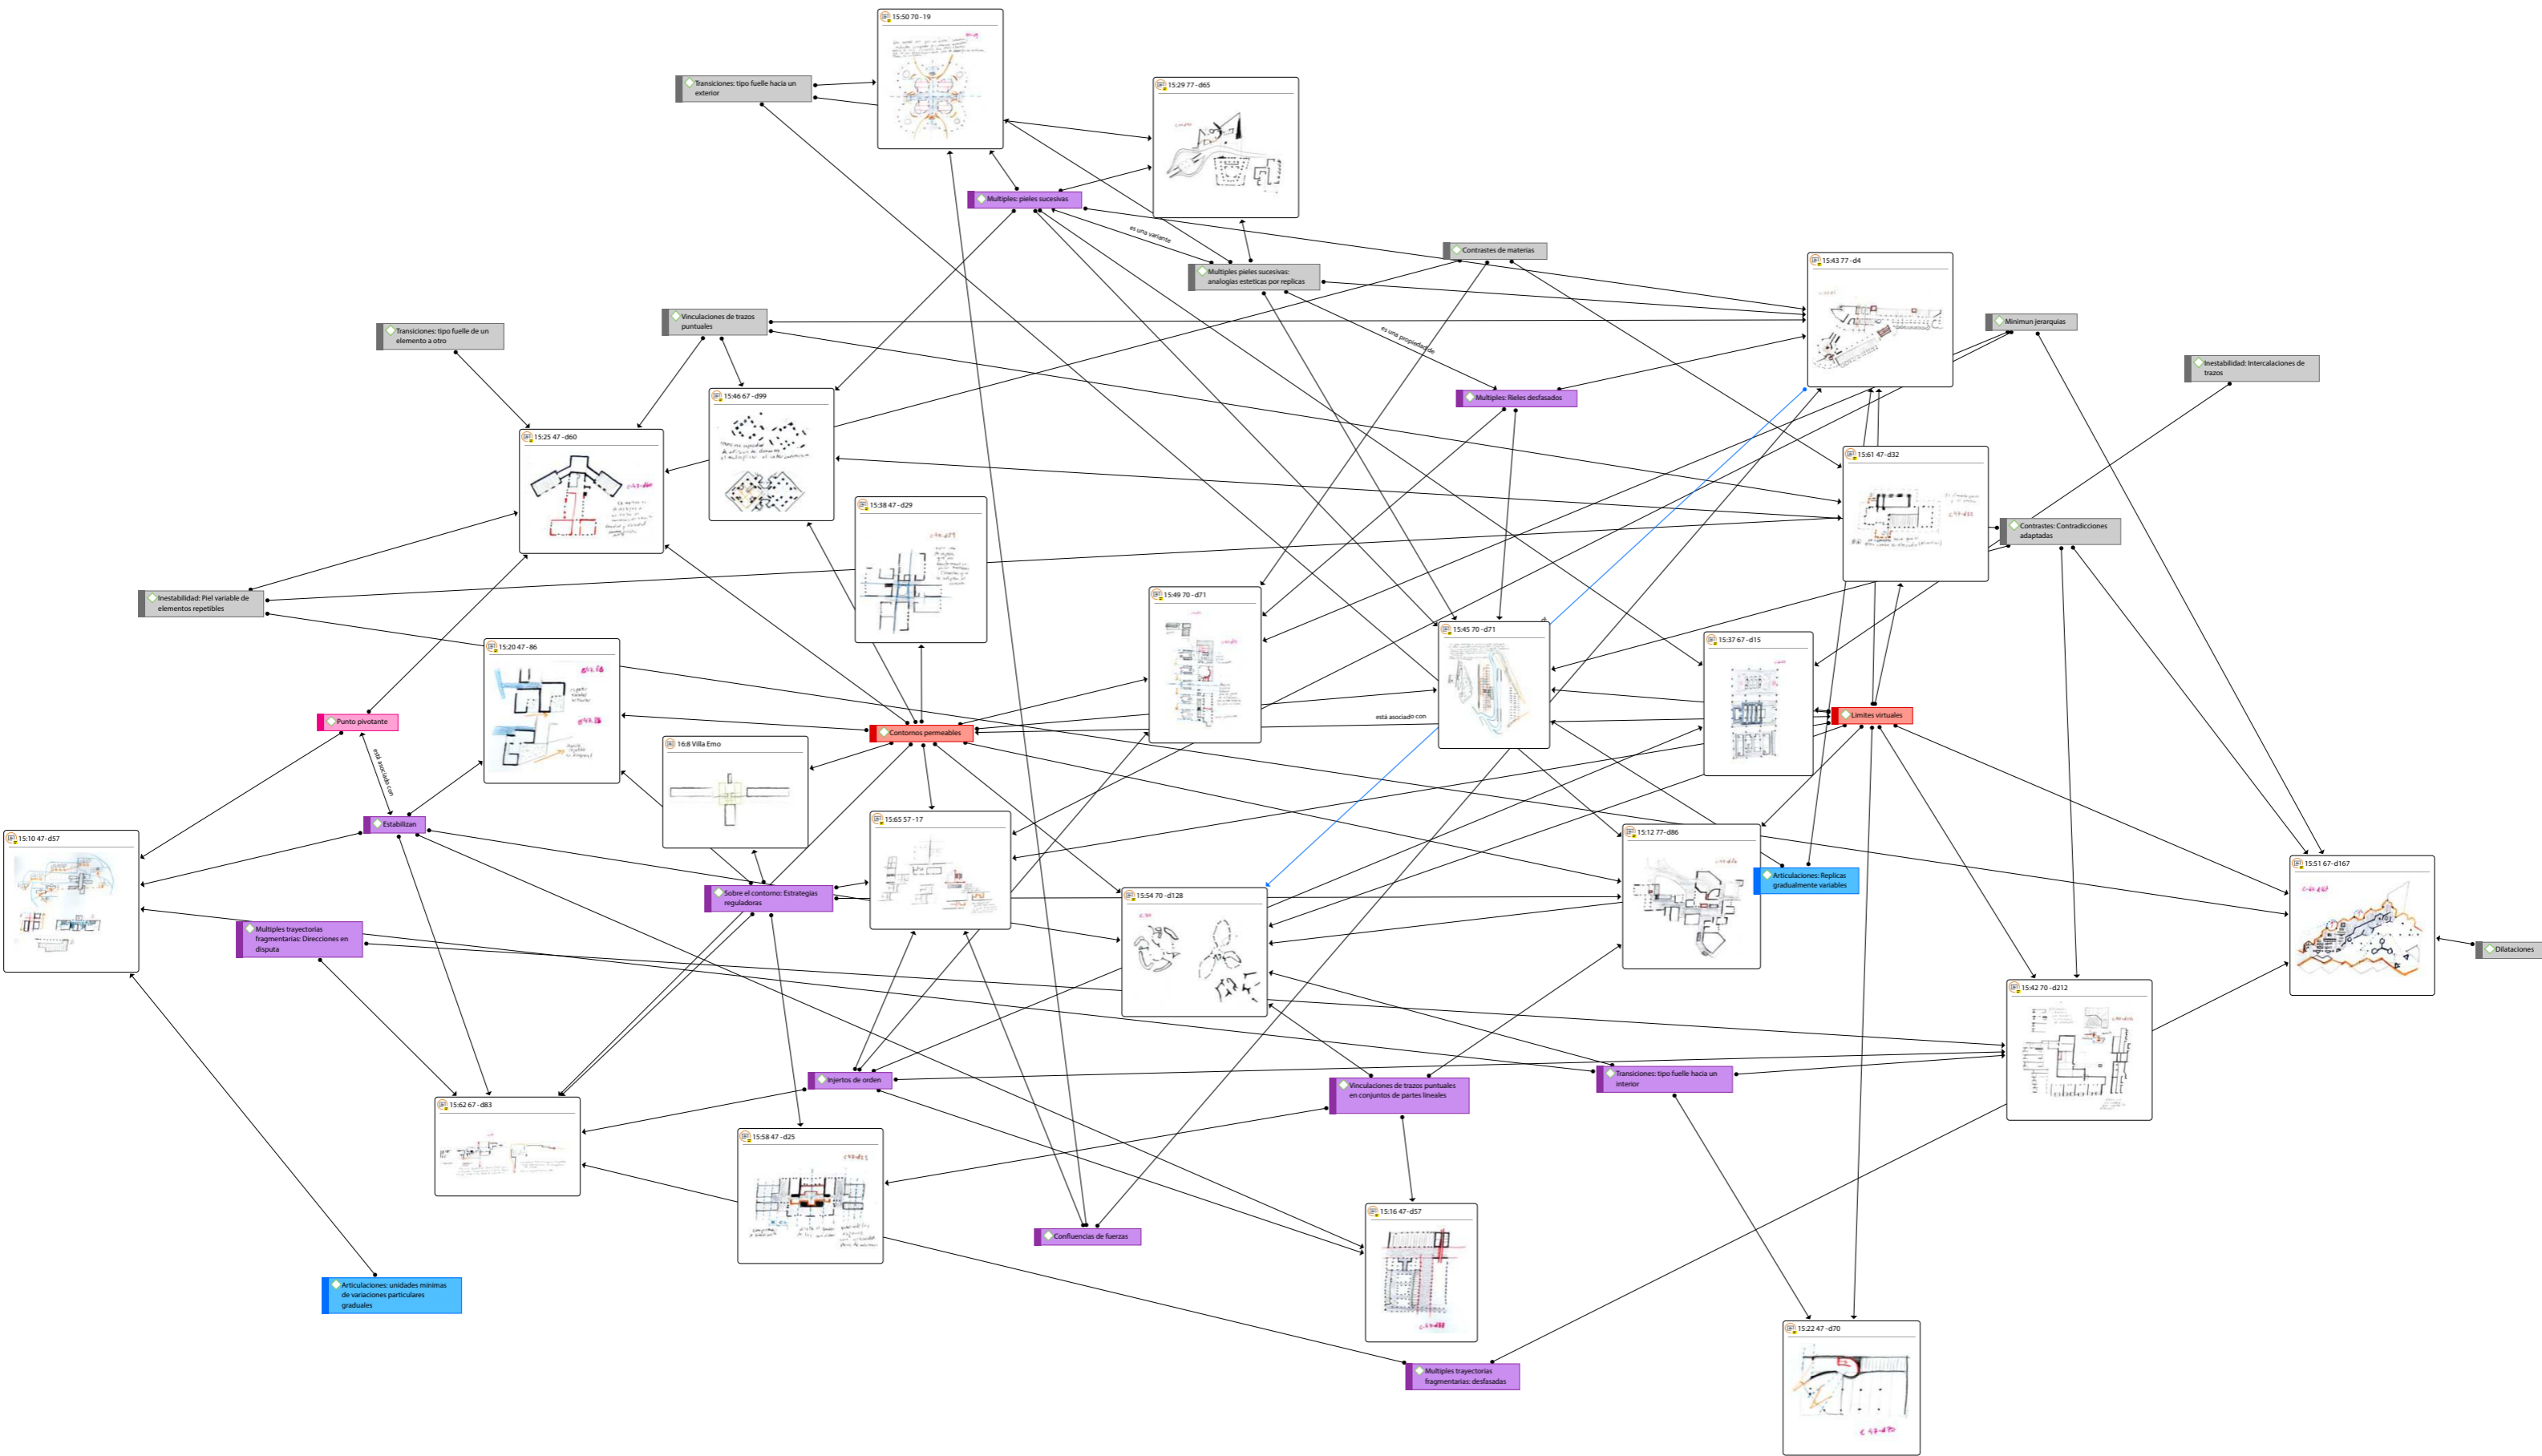 15:50 70 - 19
Transiciones: tipo fuelle hacia un
exterior
15:29 77 - d65
Multiples: pieles sucesivas
es una variante
Contrastes de materias
Multiples pieles sucesivas:
analogias esteticas por replicas
15:43 77 - d4
Vinculaciones de trazos
puntuales
Transiciones: tipo fuelle de un
elemento a otro
Minimun jerarquias
es una propiedad de
Inestabilidad: Intercalaciones de
trazos
15:46 67 - d99
Multiples: Rieles desfasados
15:25 47 - d60
15:61 47 - d32
15:38 47 - d29
Contrastes: Contradicciones
adaptadas
Inestabilidad: Piel variable de
elementos repetibles
15:49 70 - d71
15:45 70 - d71
15:37 67 - d15
15:20 47 - 86
Punto pivotante
está asociado con
Contornos permeables
está asociado con
Limites virtuales
16:8 Villa Emo
Estabilizan
15:10 47 - d57
15:65 57 - 17
15:12 77 - d86
15:51 67 - d167
Articulaciones: Replicas
gradualmente variables
Sobre el contorno: Estrategias
reguladoras
15:54 70 - d128
Multiples trayectorias
fragmentarias: Direcciones en
disputa
Dilataciones
15:42 70 - d212
Injertos de orden
Vinculaciones de trazos puntuales
en conjuntos de partes lineales
Transiciones: tipo fuelle hacia un
interior
15:62 67 - d83
15:58 47 - d25
15:16 47 - d57
Confluencias de fuerzas
Articulaciones: unidades minimas
de variaciones particulares
graduales
15:22 47 - d70
Multiples trayectorias
fragmentarias: desfasadas